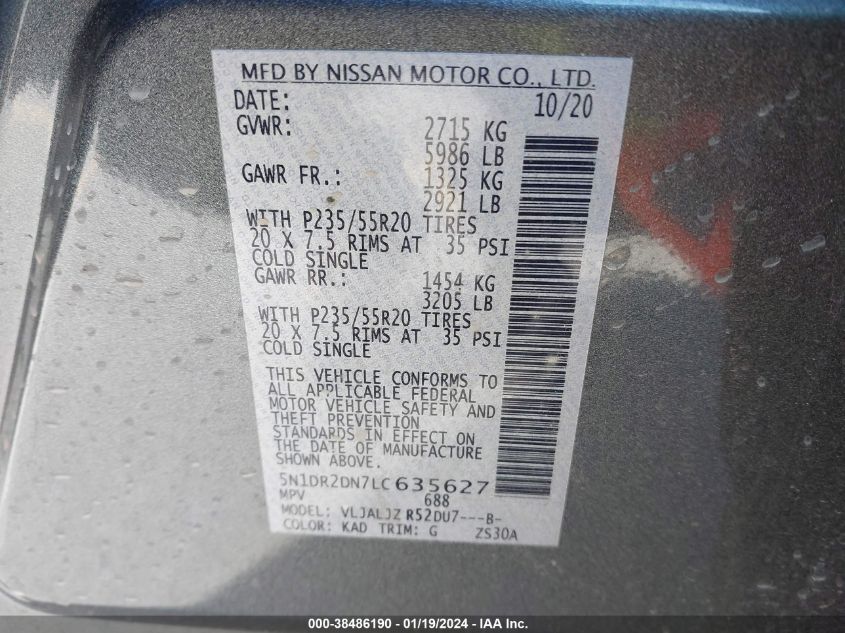 MFD BY NISSAN MOTOR CO., LTD.
DATE: 10/20
GVWR: 2715 KG
5986 LB
GAWR FR.: 1325 KG
2921 LB
WITH P235/55R20 TIRES
20 X 7.5 RIMS AT 35 PSI
COLD SINGLE
GAWR RR.: 1454 KG
3205 LB
WITH P235/55R20 TIRES
20 X 7.5 RIMS AT 35 PSI
COLD SINGLE
THIS VEHICLE CONFORMS TO
ALL APPLICABLE FEDERAL
MOTOR VEHICLE SAFETY AND
THEFT PREVENTION
STANDARDS IN EFFECT ON
THE DATE OF MANUFACTURE
SHOWN ABOVE.
5N1DR2DN7LC635627
MPV 688
MODEL: VLJALJZ R52DU7---B-
COLOR: KAD TRIM: G ZS30A
000-38486190 - 01/19/2024 - IAA Inc.